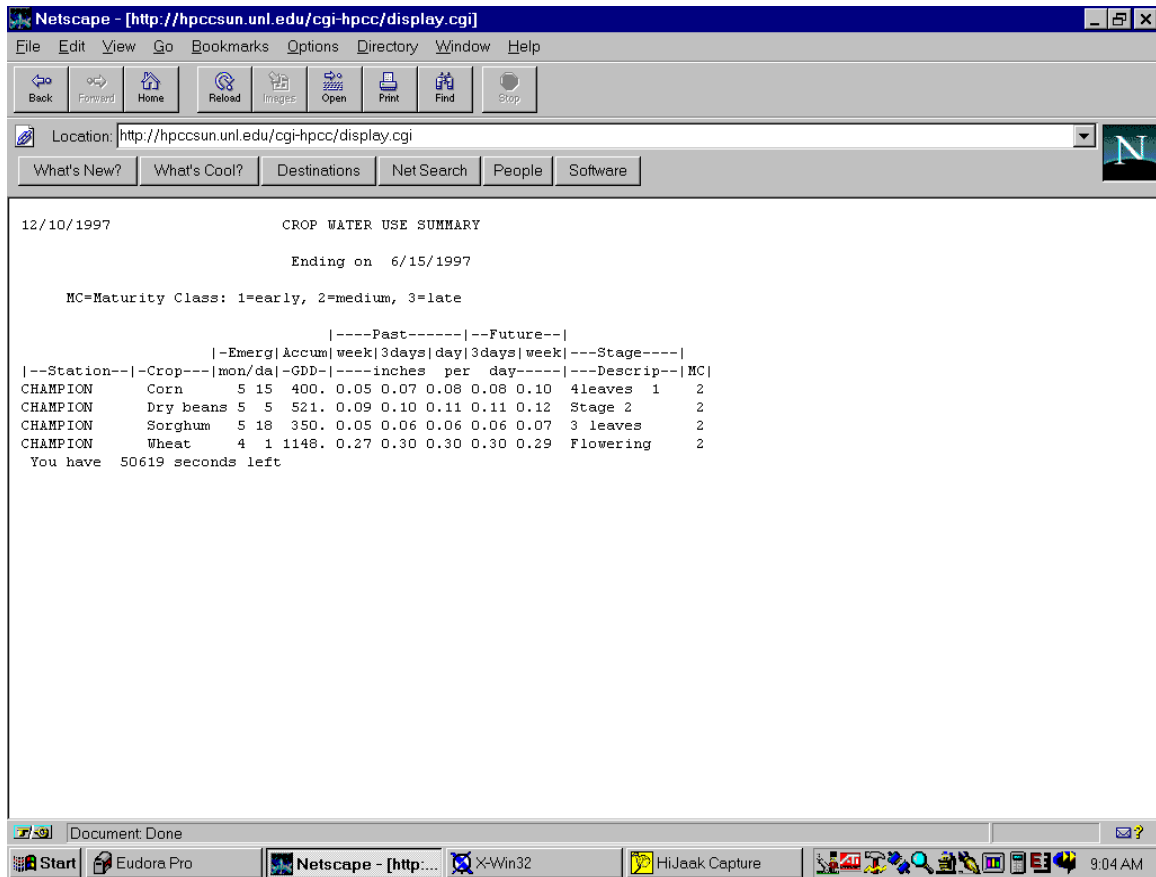 Netscape - [http://hpccsun.unl.edu/cgi-hpcc/display.cgi]
File Edit View Go Bookmarks Options Directory Window Help
Back Forward Home Reload Images Open Print Find Stop
Location: http://hpccsun.unl.edu/cgi-hpcc/display.cgi
N
What's New? What's Cool? Destinations Net Search People Software
12/10/1997 CROP WATER USE SUMMARY
Ending on 6/15/1997
MC=Maturity Class: 1=early, 2=medium, 3=late
|----Past------|--Future--|
|-Emerg|Accum|week|3days|day|3days|week|---Stage----|
|--Station--|-Crop---|mon/da|-GDD-|----inches per day-----|---Descrip--|MC|
CHAMPION Corn 5 15 400. 0.05 0.07 0.08 0.08 0.10 4leaves 1 2
CHAMPION Dry beans 5 5 521. 0.09 0.10 0.11 0.11 0.12 Stage 2 2
CHAMPION Sorghum 5 18 350. 0.05 0.06 0.06 0.06 0.07 3 leaves 2
CHAMPION Wheat 4 1 1148. 0.27 0.30 0.30 0.30 0.29 Flowering 2
You have 50619 seconds left
Document: Done
Start Eudora Pro Netscape - [http:... X-Win32 HiJaak Capture ATI 9:04 AM